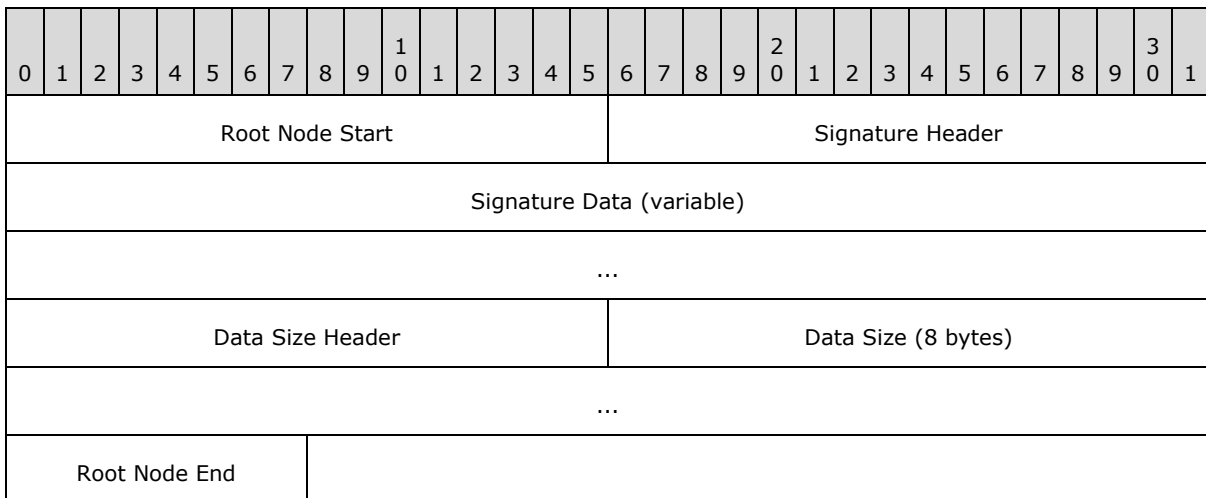 0 1 2 3 4 5 6 7 8 9 1 0 1 2 3 4 5 6 7 8 9 2 0 1 2 3 4 5 6 7 8 9 3 0 1
Root Node Start Signature Header
Signature Data (variable)
...
Data Size Header Data Size (8 bytes)
...
Root Node End